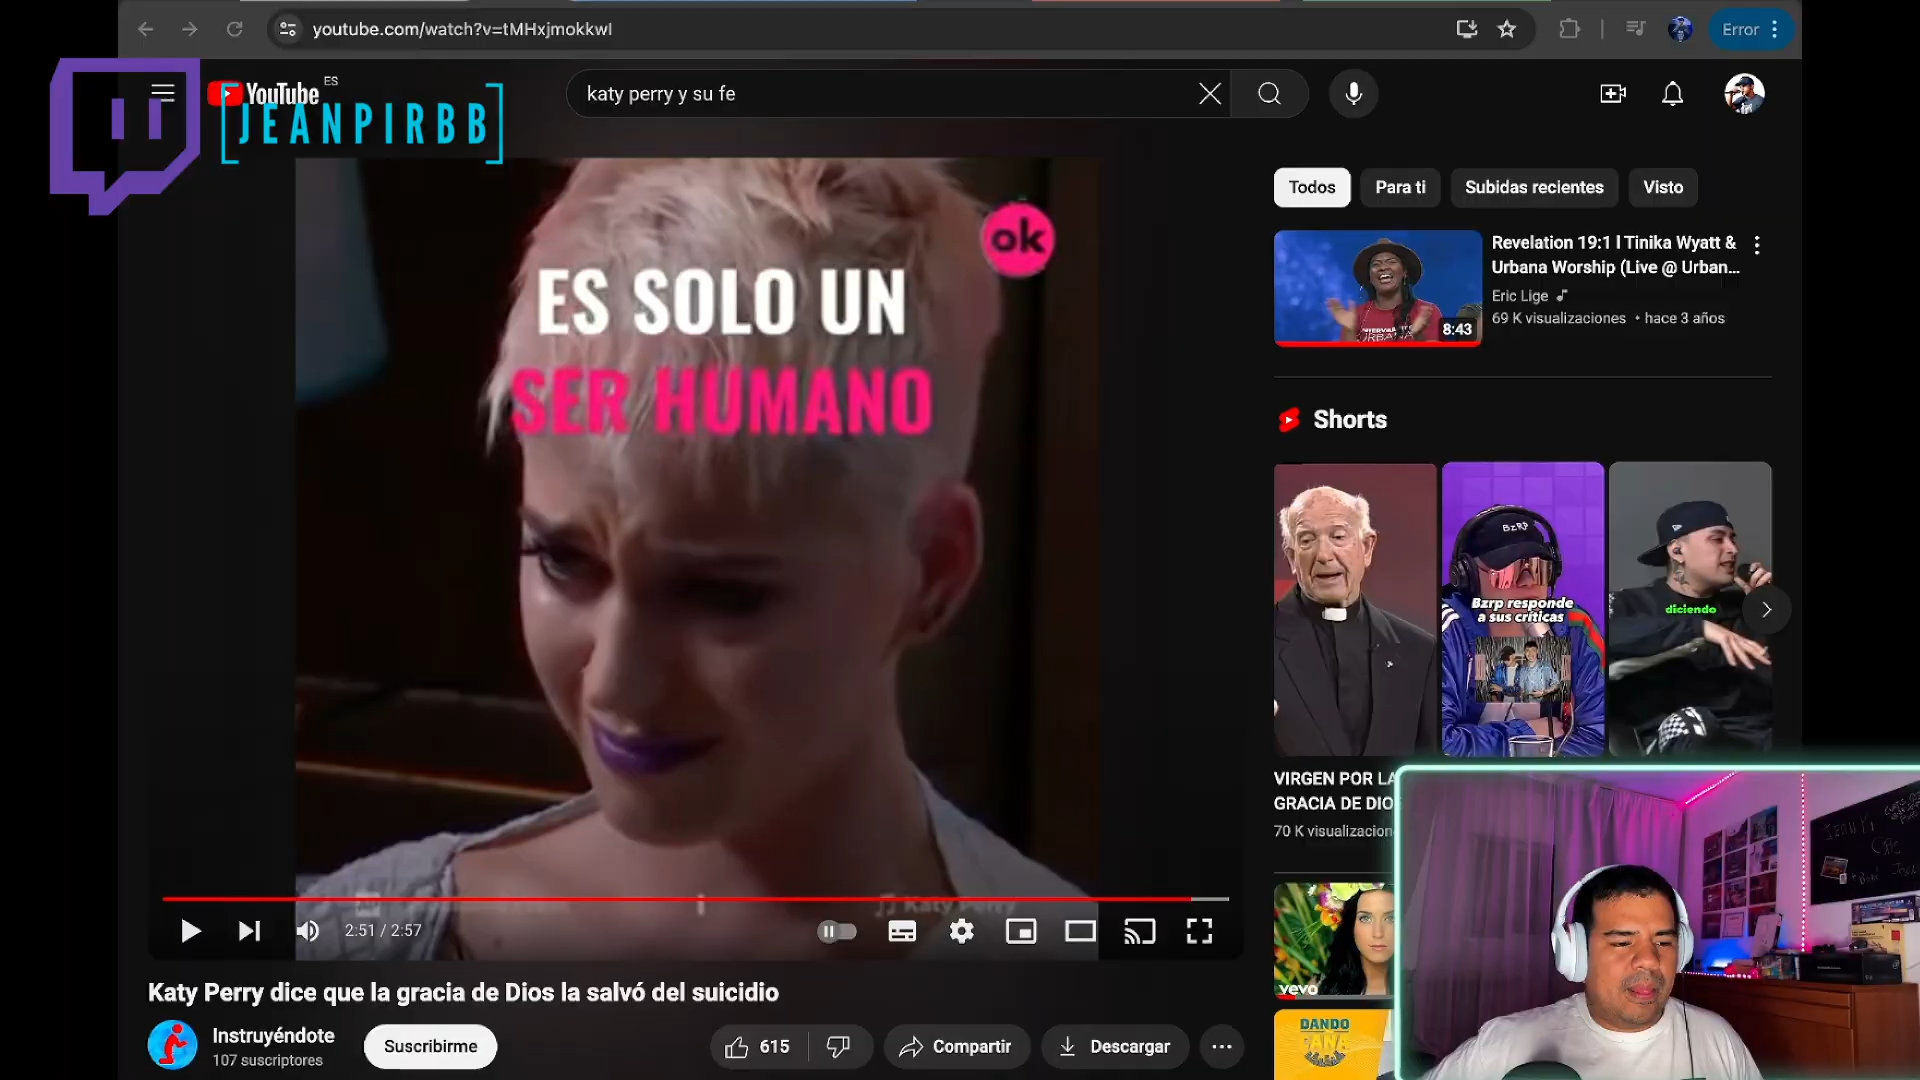 youtube.com/watch?v=tMHxjmokkwI
Error
YouTube
ES
[JEANPIRBB]
katy perry y su fe
ok
ES SOLO UN
SER HUMANO
Katy Perry
2:51 / 2:57
Katy Perry dice que la gracia de Dios la salvó del suicidio
Instruyéndote
107 suscriptores
Suscribirme
615
Compartir
Descargar
Todos
Para ti
Subidas recientes
Visto
Revelation 19:1 l Tinika Wyatt &
Urbana Worship (Live @ Urban...
Eric Lige
69 K visualizaciones • hace 3 años
8:43
Shorts
BZRP
Bzrp responde
a sus críticas
diciendo
VIRGEN POR LA
GRACIA DE DIO
70 K visualizacion
vevo
DANDO